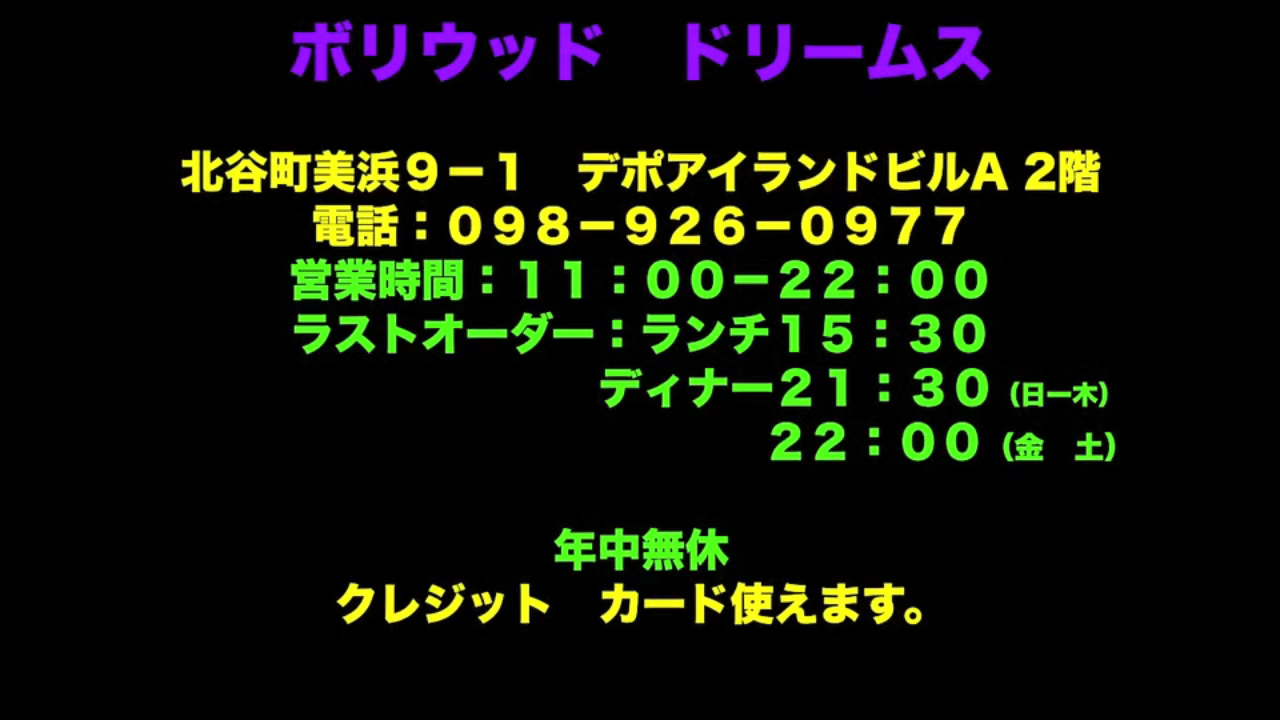 ボリウッド　ドリームス
北谷町美浜９－１　デポアイランドビルA 2階
電話：０９８－９２６－０９７７
営業時間：１１：００－２２：００
ラストオーダー：ランチ１５：３０
ディナー２１：３０（日ー木）
２２：００（金　土）
年中無休
クレジット　カード使えます。